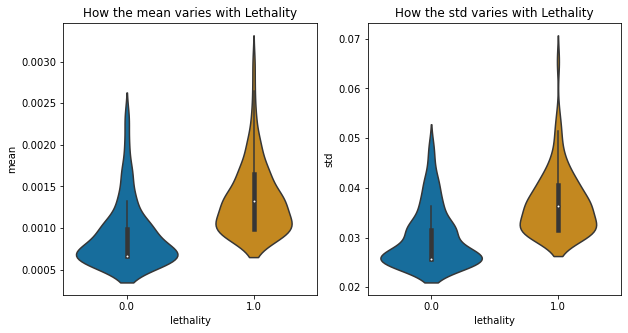 How the mean varies with Lethality
mean
0.0030
0.0025
0.0020
0.0015
0.0010
0.0005
0.0
1.0
lethality
How the std varies with Lethality
std
0.07
0.06
0.05
0.04
0.03
0.02
0.0
1.0
lethality